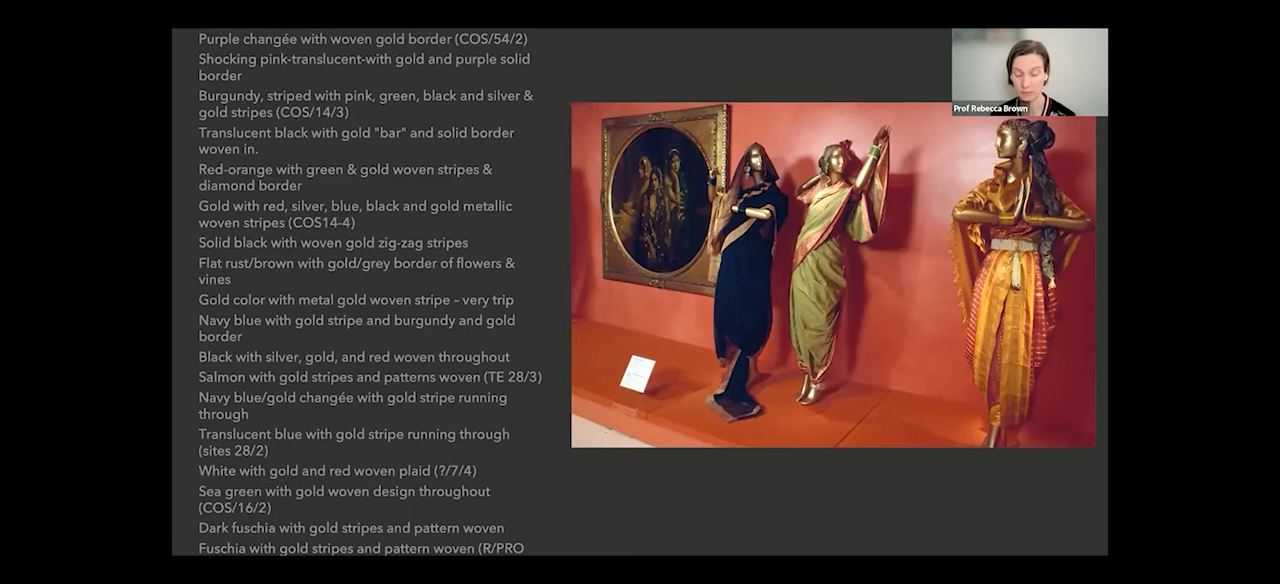 Purple changée with woven gold border (COS/54/2)
Shocking pink-translucent-with gold and purple solid
border
Burgundy, striped with pink, green, black and silver &
gold stripes (COS/14/3)
Translucent black with gold "bar" and solid border
woven in.
Red-orange with green & gold woven stripes &
diamond border
Gold with red, silver, blue, black and gold metallic
woven stripes (COS14-4)
Solid black with woven gold zig-zag stripes
Flat rust/brown with gold/grey border of flowers &
vines
Gold color with metal gold woven stripe – very trip
Navy blue with gold stripe and burgundy and gold
border
Black with silver, gold, and red woven throughout
Salmon with gold stripes and patterns woven (TE 28/3)
Navy blue/gold changée with gold stripe running
through
Translucent blue with gold stripe running through
(sites 28/2)
White with gold and red woven plaid (?/7/4)
Sea green with gold woven design throughout
(COS/16/2)
Dark fuschia with gold stripes and pattern woven
Fuschia with gold stripes and pattern woven (R/PRO
Prof Rebecca Brown